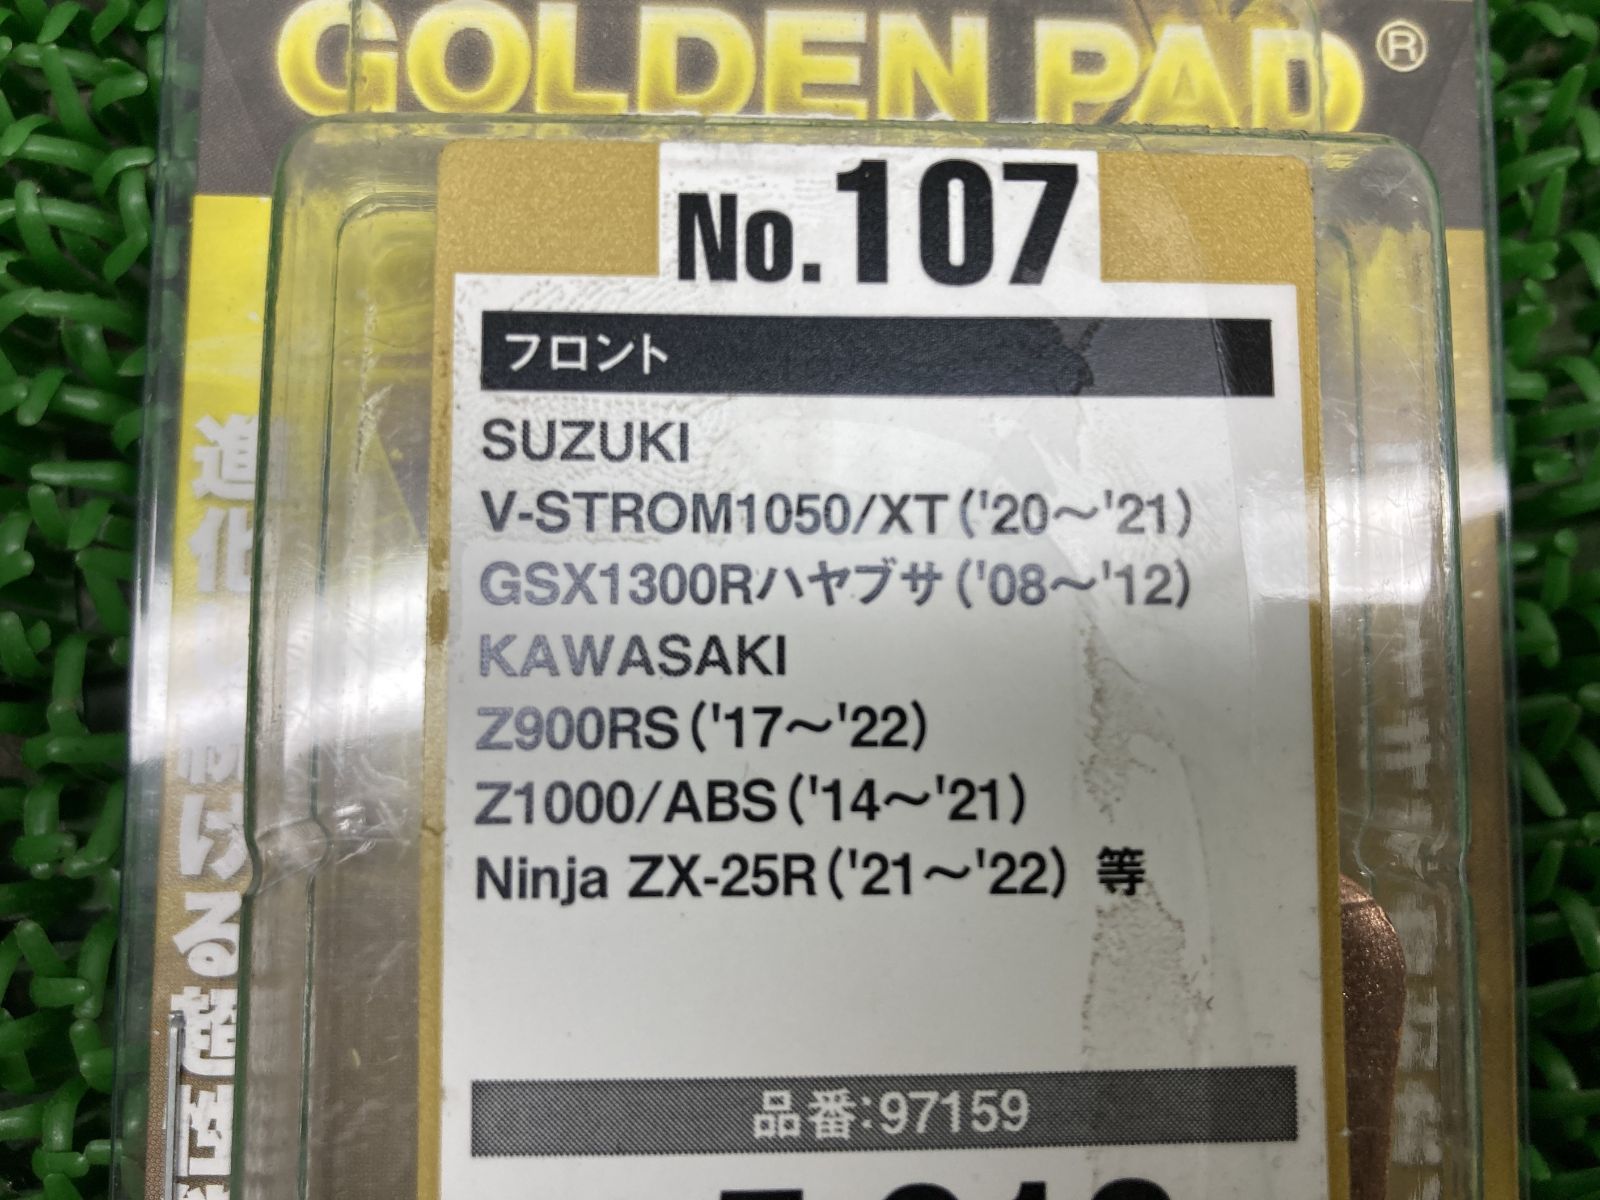 GOLDEN PAD®
No.107
フロント
SUZUKI
V-STROM1050/XT('20～'21)
GSX1300Rハヤブサ('08～'12)
KAWASAKI
Z900RS('17～'22)
Z1000/ABS('14～'21)
Ninja ZX-25R('21～'22) 等
品番:97159